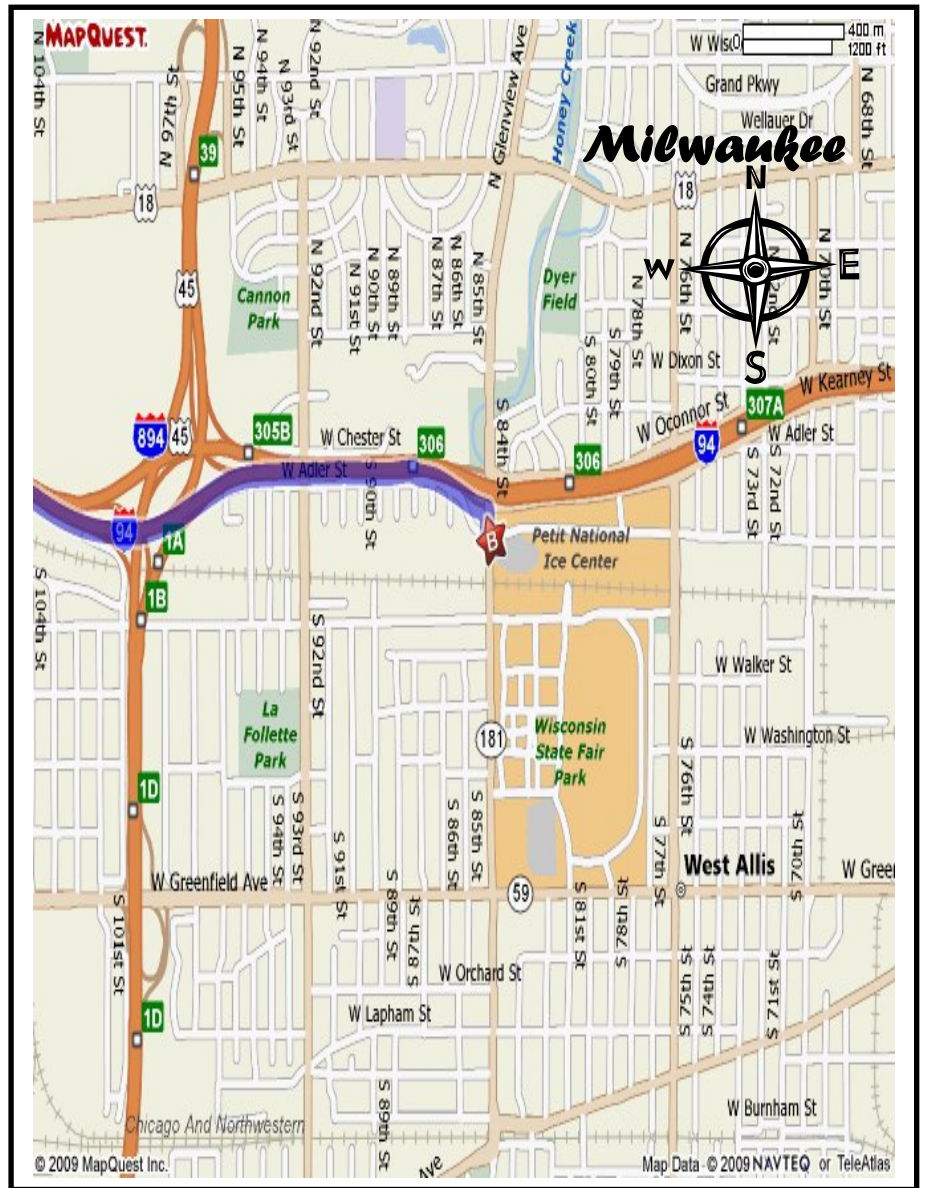 MAPQUEST.
400 m
1200 ft
N 104th St
N 97th St
N 95th St
N 94th St
N 93rd St
N 92nd St
N Glenview Ave
Honey Creek
Grand Pkwy
Wellauer Dr
N 68th St
Milwaukee
39
18
18
N
W
E
S
45
Cannon
Park
N 92nd St
N 91st St
N 90th St
N 89th St
N 87th St
N 86th St
N 85th St
Dyer
Field
N 78th St
N 76th St
N 70th St
S 80th St
S 79th St
W Dixon St
W Kearney St
W Oconnor St
307A
894
45
305B
W Chester St
306
S 84th St
306
94
W Adler St
W Adler St
S 90th St
S 73rd St
S 72nd St
94
1A
B
Petit National
Ice Center
1B
S 104th St
S 92nd St
W Walker St
La
Follette
Park
181
Wisconsin
State Fair
Park
W Washington St
1D
S 94th St
S 93rd St
S 91st St
S 86th St
S 85th St
S 77th St
S 76th St
S 70th St
West Allis
W Greenfield Ave
59
W Gree
S 101st St
S 89th St
S 87th St
S 81st St
S 78th St
W Orchard St
S 75th St
S 74th St
S 71st St
1D
W Lapham St
S 89th St
W Burnham St
Chicago And Northwestern
Ave
© 2009 MapQuest Inc.
Map Data © 2009 NAVTEQ or TeleAtlas